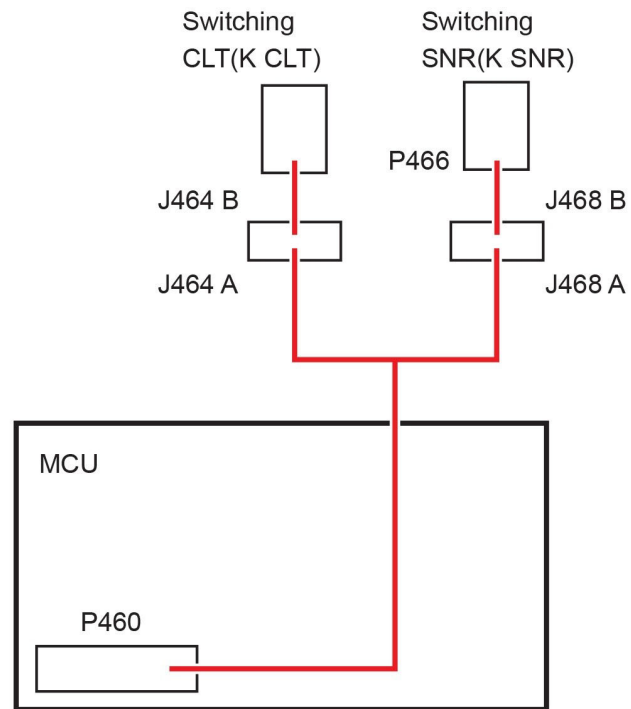 Switching
CLT(K CLT)
Switching
SNR(K SNR)
P466
J464 B
J468 B
J464 A
J468 A
MCU
P460